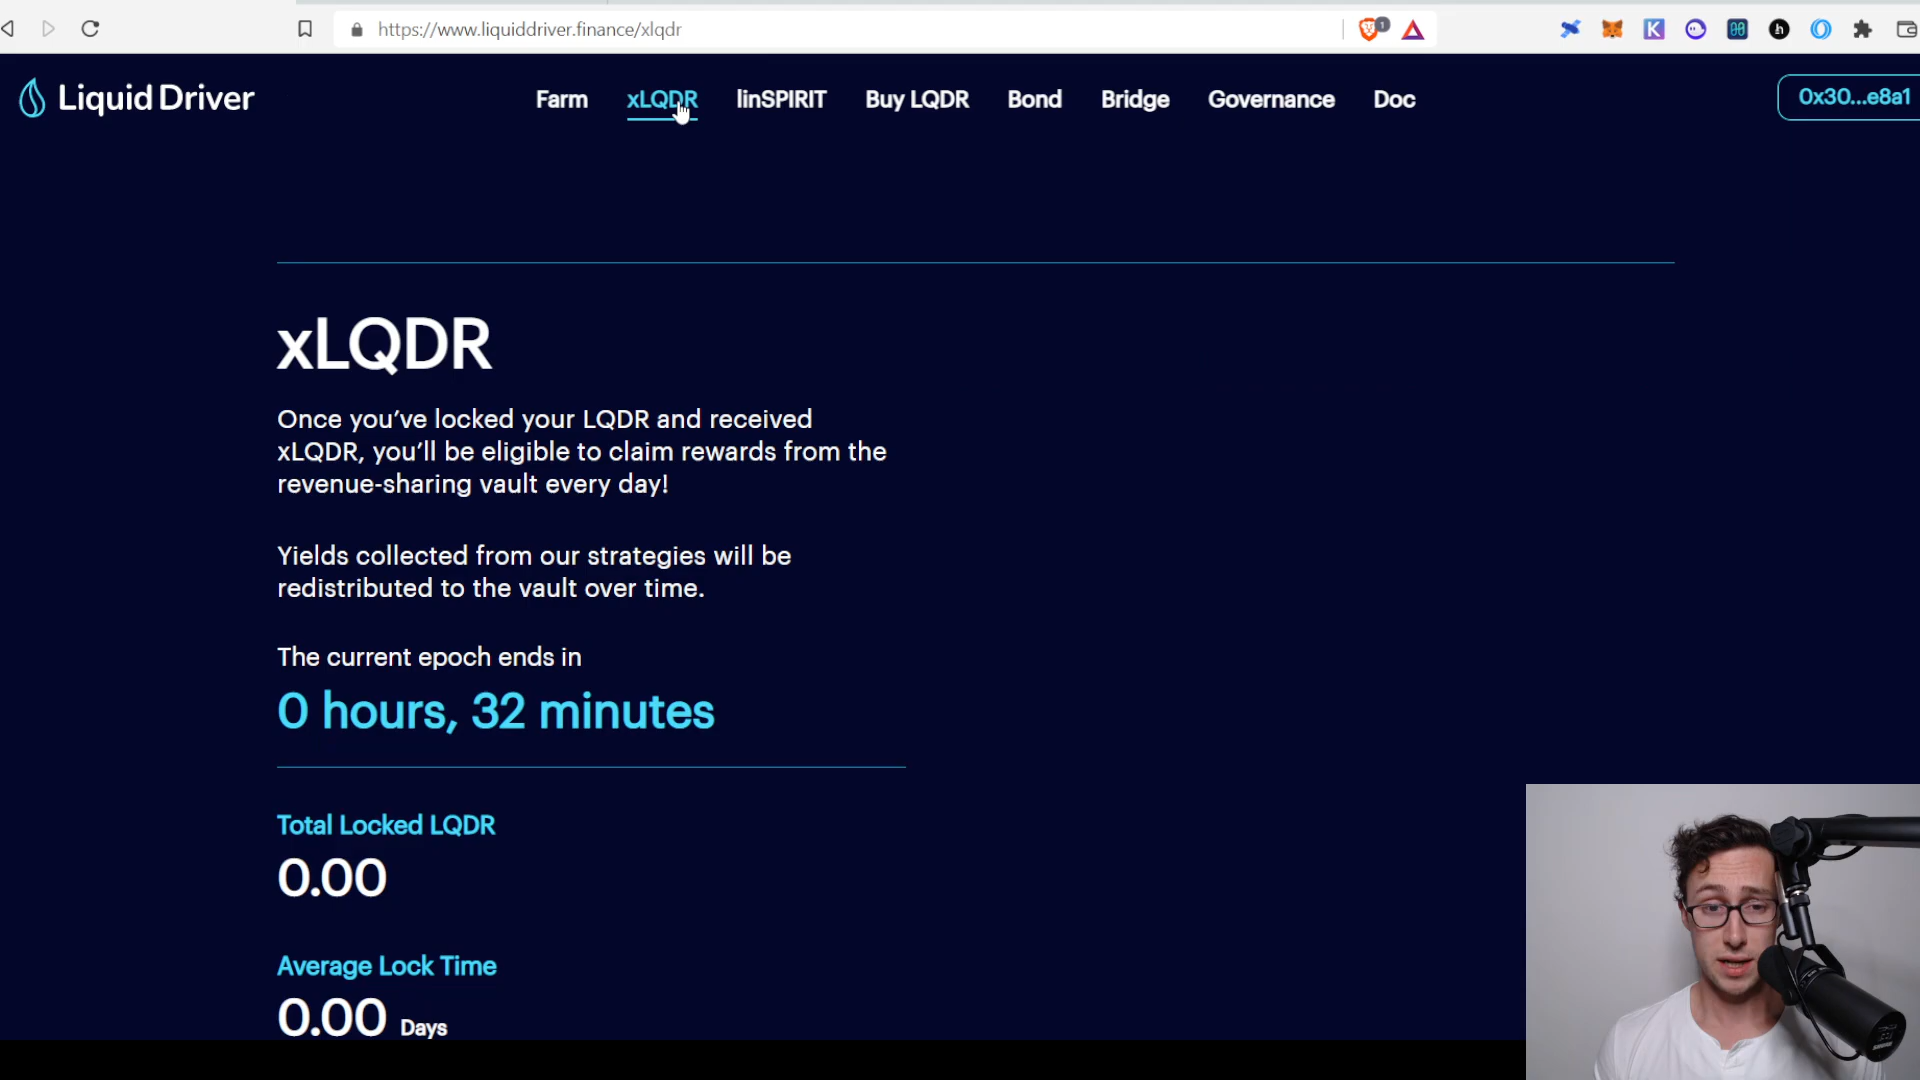 https://www.liquiddriver.finance/xlqdr
1
K
Liquid Driver
Farm
xLQDR
linSPIRIT
Buy LQDR
Bond
Bridge
Governance
Doc
0x30...e8a1
xLQDR
Once you’ve locked your LQDR and received
xLQDR, you’ll be eligible to claim rewards from the
revenue-sharing vault every day!
Yields collected from our strategies will be
redistributed to the vault over time.
The current epoch ends in
0 hours, 32 minutes
Total Locked LQDR
0.00
Average Lock Time
0.00 Days